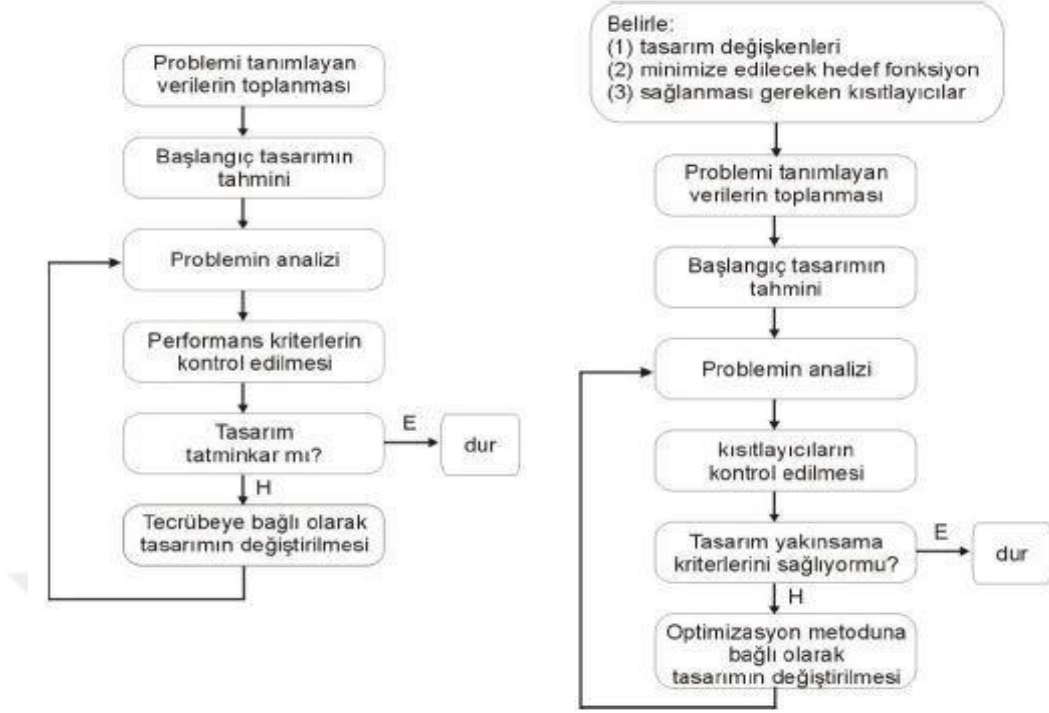 Problemi tanımlayan
verilerin toplanması
Başlangıç tasarımın
tahmini
Problemin analizi
Performans kriterlerin
kontrol edilmesi
Tasarım
tatminkar mı?
E
dur
H
Tecrübeye bağlı olarak
tasarımın değiştirilmesi
Belirle:
(1) tasarım değişkenleri
(2) minimize edilecek hedef fonksiyon
(3) sağlanması gereken kısıtlayıcılar
Problemi tanımlayan
verilerin toplanması
Başlangıç tasarımın
tahmini
Problemin analizi
kısıtlayıcıların
kontrol edilmesi
Tasarım yakınsama
kriterlerini sağlıyormu?
E
dur
H
Optimizasyon metoduna
bağlı olarak
tasarımın değiştirilmesi